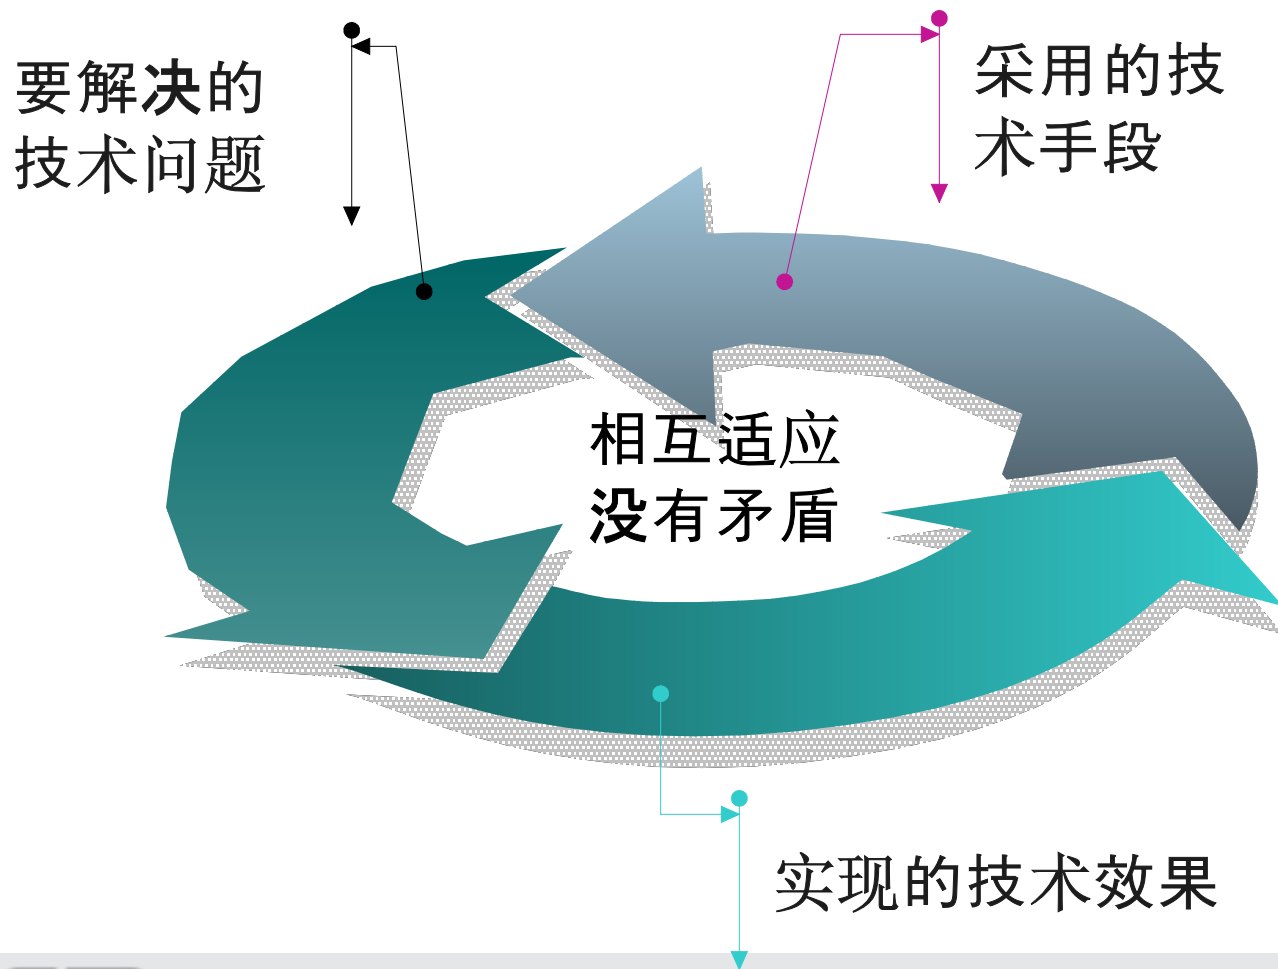 要解决的
技术问题
采用的技
术手段
相互适应
没有矛盾
实现的技术效果